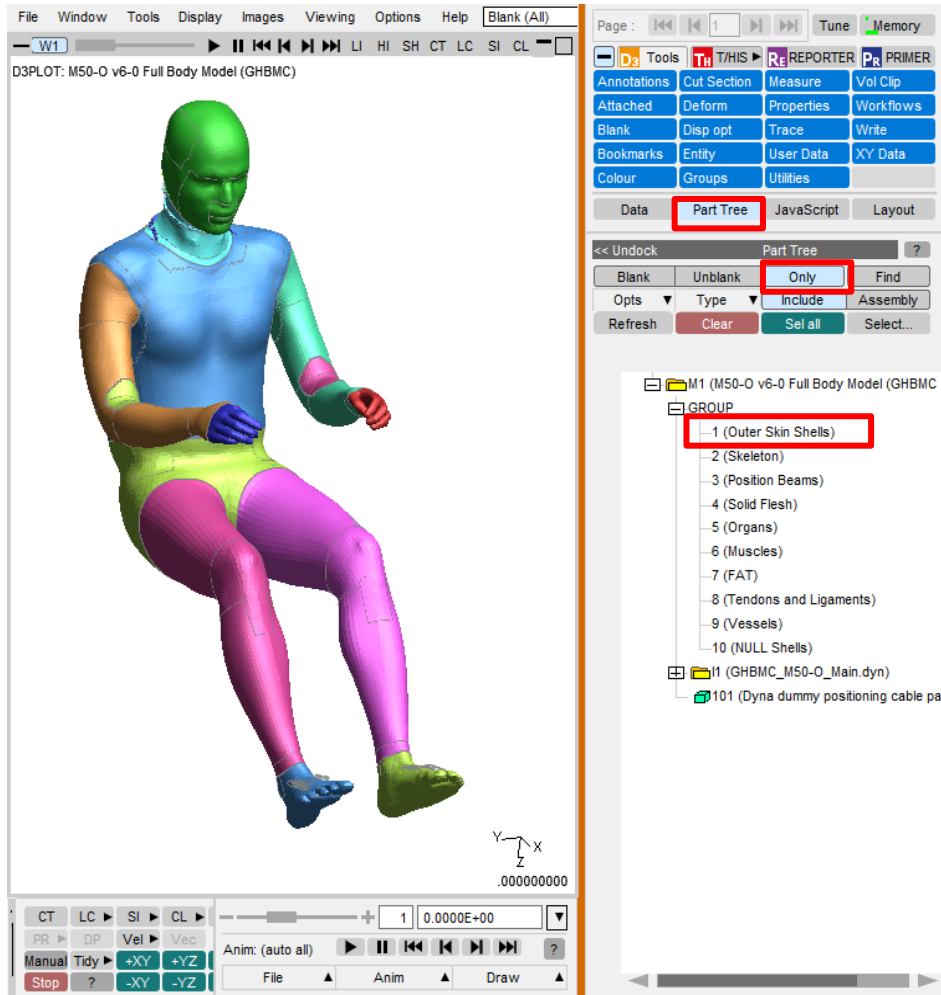 File Window Tools Display Images Viewing Options Help Blank (All)
W1 LI HI SH CT LC SI CL
D3PLOT: M50-O v6-0 Full Body Model (GHBMC)
Y X
Z
.000000000
CT LC SI CL
PR DP Vel Vec
Manual Tidy +XY +YZ
Stop ? -XY -YZ
1 0.0000E+00
Anim: (auto all) ?
File Anim Draw
Page : 1 Tune Memory
D3 Tools TH T/HIS RE REPORTER PR PRIMER
Annotations Cut Section Measure Vol Clip
Attached Deform Properties Workflows
Blank Disp opt Trace Write
Bookmarks Entity User Data XY Data
Colour Groups Utilities
Data Part Tree JavaScript Layout
<< Undock Part Tree ?
Blank Unblank Only Find
Opts Type Include Assembly
Refresh Clear Sel all Select...
M1 (M50-O v6-0 Full Body Model (GHBMC
GROUP
1 (Outer Skin Shells)
2 (Skeleton)
3 (Position Beams)
4 (Solid Flesh)
5 (Organs)
6 (Muscles)
7 (FAT)
8 (Tendons and Ligaments)
9 (Vessels)
10 (NULL Shells)
I1 (GHBMC_M50-O_Main.dyn)
101 (Dyna dummy positioning cable pa